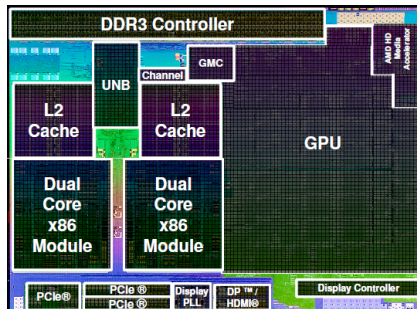 DDR3 Controller
AMD HD
Media
Accelerator
UNB
Channel
GMC
L2
Cache
L2
Cache
GPU
Dual
Core
x86
Module
Dual
Core
x86
Module
PCIe®
PCIe ®
PCIe ®
Display
PLL
DP ™ /
HDMI®
Display Controller